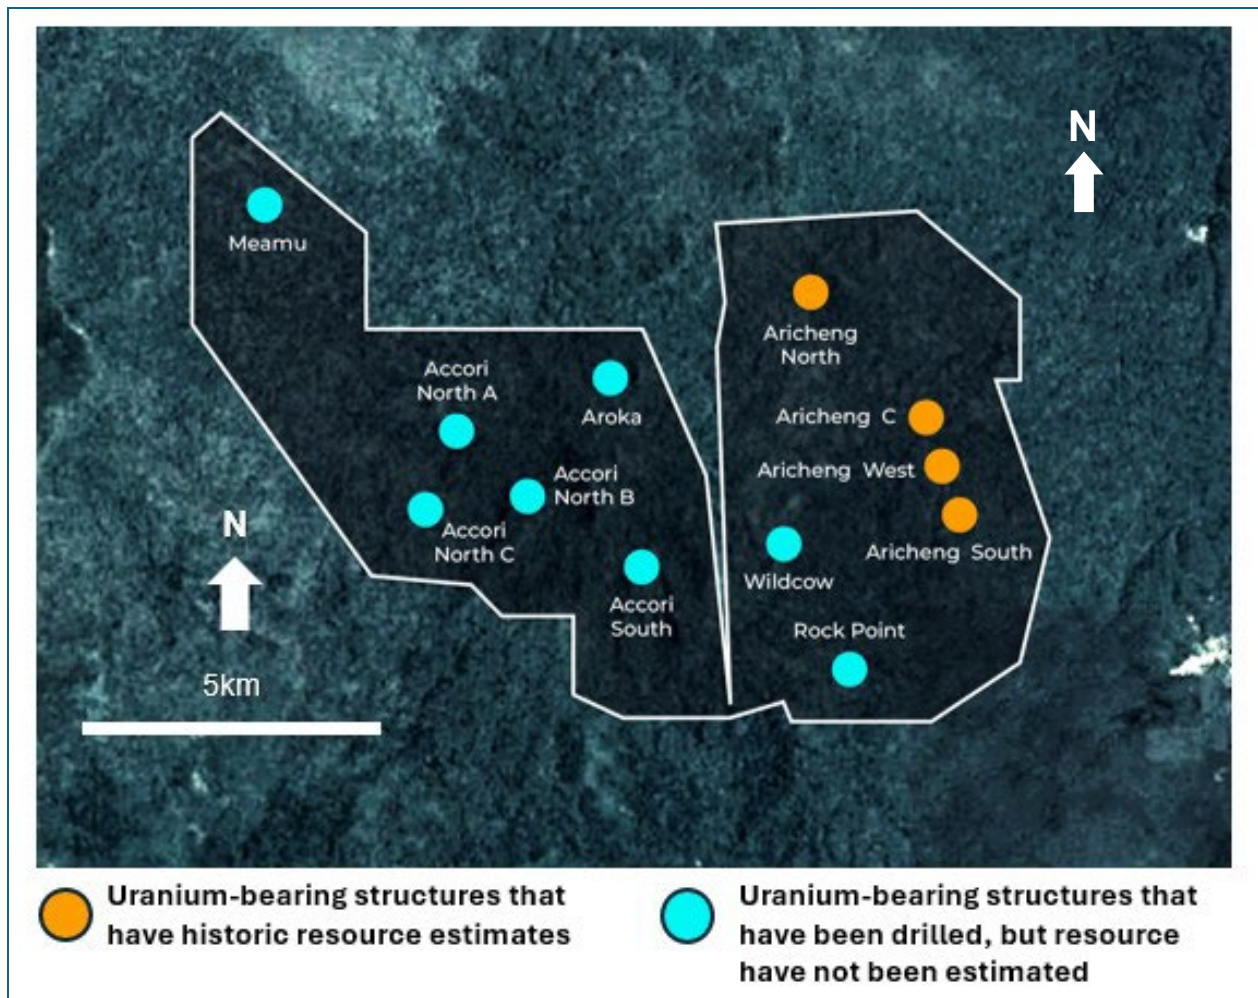 N
Meamu
Aricheng
North
Accori
North A
Aroka
Aricheng C
Aricheng West
Accori
North B
Accori
North C
Aricheng South
N
Wildcow
Accori
South
Rock Point
5km
Uranium-bearing structures that
have historic resource estimates
Uranium-bearing structures that
have been drilled, but resource
have not been estimated